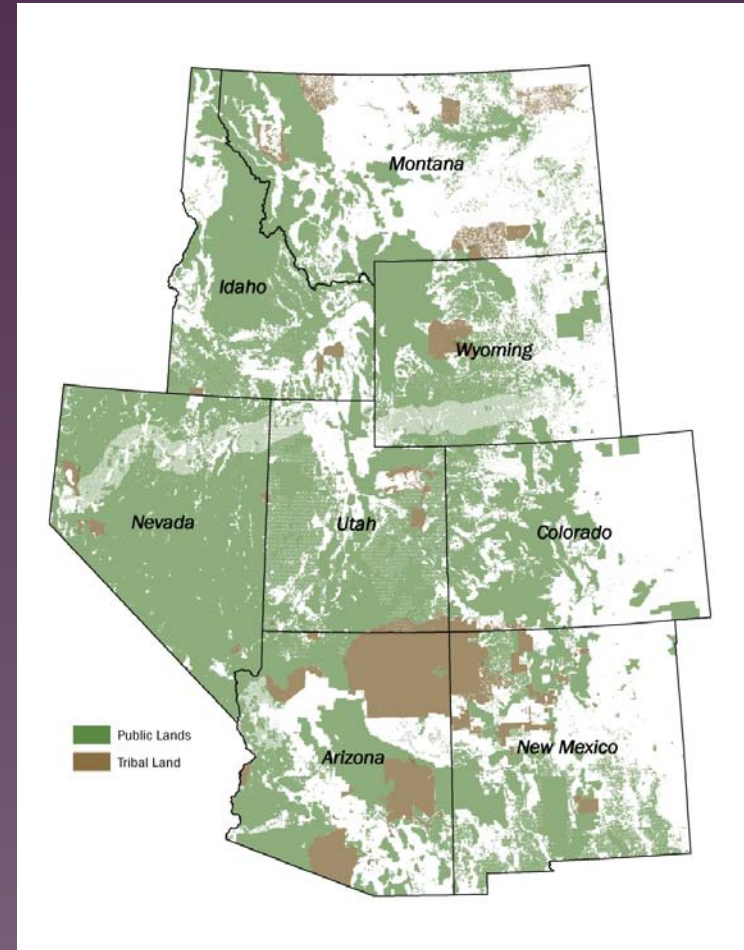 Montana
Idaho
Wyoming
Nevada
Utah
Colorado
Public Lands
Tribal Land
Arizona
New Mexico